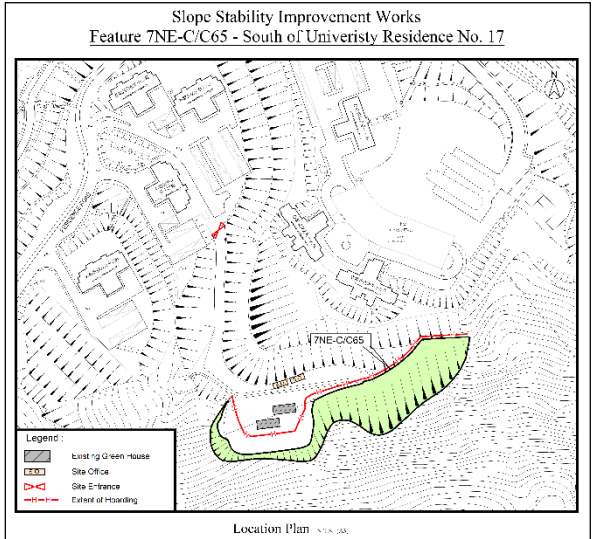 Slope Stability Improvement Works
Feature 7NE-C/C65 - South of Univeristy Residence No. 17
N
7NE-C/C65
S.O.
S.O.
Legend :
Existing Green House
S.O.
Site Office
Site Entrance
Extent of Hoarding
Location Plan